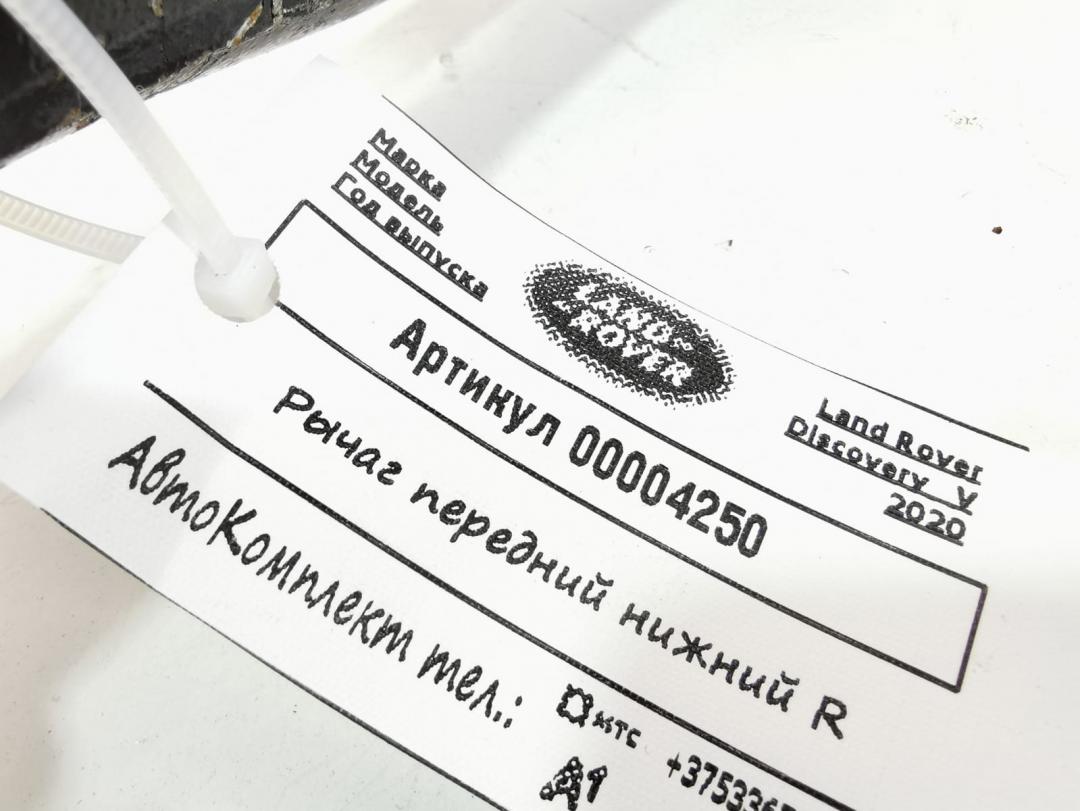 Марка
Модель
Год выпуска
LAND-
ROVER
Land Rover
Discovery V
2020
Артикул 00004250
Рычаг передний нижний R
АвтоКомплект тел.:
мтс
A1